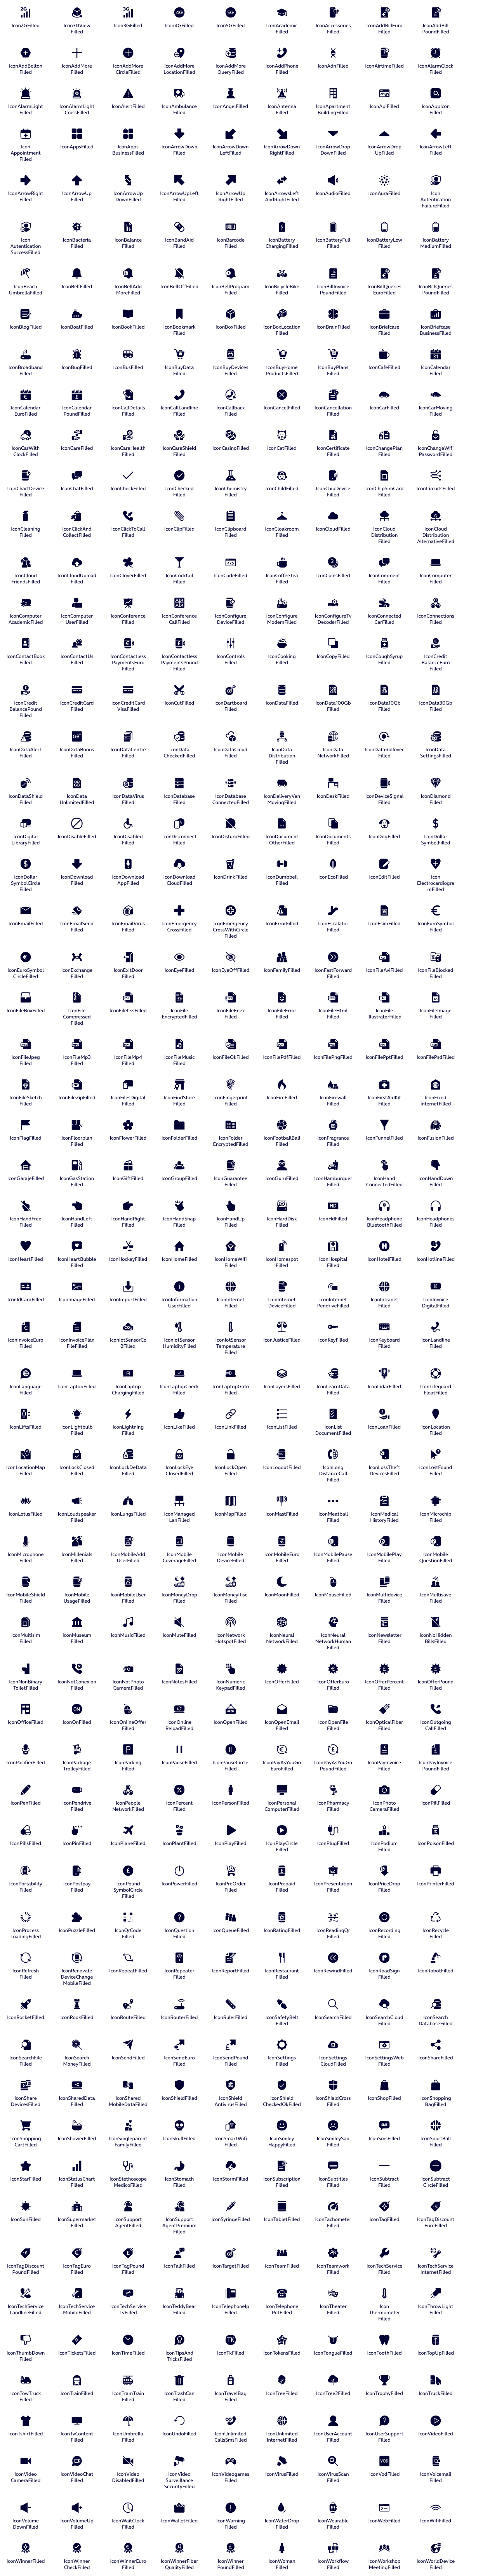 2G 3G 4G 5G
Icon2GFilled Icon3DView Filled Icon3GFilled Icon4GFilled Icon5GFilled IconAcademic Filled IconAccessories Filled IconAddBillEuro Filled IconAddBill PoundFilled
IconAddBolton Filled IconAddMore Filled IconAddMore CircleFilled IconAddMore LocationFilled IconAddMore QueryFilled IconAddPhone Filled IconAdnFilled IconAirtimeFilled IconAlarmClock Filled
IconAlarmLight Filled IconAlarmLight CrossFilled IconAlertFilled IconAmbulance Filled IconAngelFilled IconAntenna Filled IconApartment BuildingFilled IconApiFilled IconAppIcon Filled
Icon Appointment Filled IconAppsFilled IconApps BusinessFilled IconArrowDown Filled IconArrowDown LeftFilled IconArrowDown RightFilled IconArrowDrop DownFilled IconArrowDrop UpFilled IconArrowLeft Filled
IconArrowRight Filled IconArrowUp Filled IconArrowUp DownFilled IconArrowUpLeft Filled IconArrowUp RightFilled IconArrowsLeft AndRightFilled IconAudioFilled IconAuraFilled Icon Autentication FailureFilled
Icon Autentication SuccessFilled IconBacteria Filled IconBalance Filled IconBandAid Filled IconBarcode Filled IconBattery ChargingFilled IconBatteryFull Filled IconBatteryLow Filled IconBattery MediumFilled
IconBeach UmbrellaFilled IconBellFilled IconBellAdd MoreFilled IconBellOffFilled IconBellProgram Filled IconBicycleBike Filled IconBillInvoice PoundFilled IconBillQueries EuroFilled IconBillQueries PoundFilled
IconBlogFilled IconBoatFilled IconBookFilled IconBookmark Filled IconBoxFilled IconBoxLocation Filled IconBrainFilled IconBriefcase Filled IconBriefcase BusinessFilled
IconBroadband Filled IconBugFilled IconBusFilled IconBuyData Filled IconBuyDevices Filled IconBuyHome ProductsFilled IconBuyPlans Filled IconCafeFilled IconCalendar Filled
IconCalendar EuroFilled IconCalendar PoundFilled IconCallDetails Filled IconCallLandline Filled IconCallback Filled IconCancelFilled IconCancellation Filled IconCarFilled IconCarMoving Filled
IconCarWith ClockFilled IconCareFilled IconCareHealth Filled IconCareShield Filled IconCasinoFilled IconCatFilled IconCertificate Filled IconChangePlan Filled IconChangeWifi PasswordFilled
IconChartDevice Filled IconChatFilled IconCheckFilled IconChecked Filled IconChemistry Filled IconChildFilled IconChipDevice Filled IconChipSimCard Filled IconCircuitsFilled
IconCleaning Filled IconClickAnd CollectFilled IconClickToCall Filled IconClipFilled IconClipboard Filled IconCloakroom Filled IconCloudFilled IconCloud Distribution Filled IconCloud Distribution AlternativeFilled
IconCloud FriendsFilled IconCloudUpload Filled IconCloverFilled IconCocktail Filled IconCodeFilled IconCoffeeTea Filled IconCoinsFilled IconComment Filled IconComputer Filled
IconComputer AcademicFilled IconComputer UserFilled IconConference Filled IconConference CallFilled IconConfigure DeviceFilled IconConfigure ModemFilled IconConfigureTv DecoderFilled IconConnected CarFilled IconConnections Filled
IconContactBook Filled IconContactUs Filled IconContactless PaymentsEuro Filled IconContactless PaymentsPound Filled IconControls Filled IconCooking Filled IconCopyFilled IconCoughSyrup Filled IconCredit BalanceEuro Filled
IconCredit BalancePound Filled IconCreditCard Filled IconCreditCard VisaFilled IconCutFilled IconDartboard Filled IconDataFilled IconData100Gb Filled IconData10Gb Filled IconData30Gb Filled
IconDataAlert Filled IconDataBonus Filled IconDataCentre Filled IconData CheckedFilled IconDataCloud Filled IconData Distribution Filled IconData NetworkFilled IconDataRollover Filled IconData SettingsFilled
IconDataShield Filled IconData UnlimitedFilled IconDataVirus Filled IconDatabase Filled IconDatabase ConnectedFilled IconDeliveryVan MovingFilled IconDeskFilled IconDeviceSignal Filled IconDiamond Filled
IconDigital LibraryFilled IconDisableFilled IconDisabled Filled IconDisconnect Filled IconDisturbFilled IconDocument OtherFilled IconDocuments Filled IconDogFilled IconDollar SymbolFilled
IconDollar SymbolCircle Filled IconDownload Filled IconDownload AppFilled IconDownload CloudFilled IconDrinkFilled IconDumbbell Filled IconEcoFilled IconEditFilled Icon Electrocardiogra mFilled
IconEmailFilled IconEmailSend Filled IconEmailVirus Filled IconEmergency CrossFilled IconEmergency CrossWithCircle Filled IconErrorFilled IconEscalator Filled IconEsimFilled IconEuroSymbol Filled
IconEuroSymbol CircleFilled IconExchange Filled IconExitDoor Filled IconEyeFilled IconEyeOffFilled IconFamilyFilled IconFastForward Filled IconFileAviFilled IconFileBlocked Filled
IconFileBoxFilled IconFile Compressed Filled IconFileCssFilled IconFile EncryptedFilled IconFileEnex Filled IconFileError Filled IconFileHtml Filled IconFile IllustraterFilled IconFileImage Filled
IconFileJpeg Filled IconFileMp3 Filled IconFileMp4 Filled IconFileMusic Filled IconFileOkFilled IconFilePdfFilled IconFilePngFilled IconFilePptFilled IconFilePsdFilled
IconFileSketch Filled IconFileZipFilled IconFilesDigital Filled IconFindStore Filled IconFingerprint Filled IconFireFilled IconFirewall Filled IconFirstAidKit Filled IconFixed InternetFilled
IconFlagFilled IconFloorplan Filled IconFlowerFilled IconFolderFilled IconFolder EncryptedFilled IconFootballBall Filled IconFragrance Filled IconFunnelFilled IconFusionFilled
IconGarajeFilled IconGasStation Filled IconGiftFilled IconGroupFilled IconGuarantee Filled IconGuruFilled IconHamburguer Filled IconHand ConnectedFilled IconHandDown Filled
IconHandFree Filled IconHandLeft Filled IconHandRight Filled IconHandSnap Filled IconHandUp Filled IconHardDisk Filled HD IconHdFilled IconHeadphone BluetoothFilled IconHeadphones Filled
IconHeartFilled IconHeartBubble Filled IconHockeyFilled IconHomeFilled IconHomeWifi Filled IconHomespot Filled IconHospital Filled IconHotelFilled IconHotlineFilled
IconIdCardFilled IconImageFilled IconImportFilled IconInformation UserFilled IconInternet Filled IconInternet DeviceFilled IconInternet PendriveFilled IconIntranet Filled IconInvoice DigitalFilled
IconInvoiceEuro Filled IconInvoicePlan FileFilled IconIotSensorCo 2Filled IconIotSensor HumidityFilled IconIotSensor Temperature Filled IconJusticeFilled IconKeyFilled IconKeyboard Filled IconLandline Filled
IconLanguage Filled IconLaptopFilled IconLaptop ChargingFilled IconLaptopCheck Filled IconLaptopGoto Filled IconLayersFilled IconLearnData Filled IconLidarFilled IconLifeguard FloatFilled
IconLiftsFilled IconLightbulb Filled IconLightning Filled IconLikeFilled IconLinkFilled IconListFilled IconList DocumentFilled IconLoanFilled IconLocation Filled
IconLocationMap Filled IconLockClosed Filled IconLockDeData Filled IconLockEye ClosedFilled IconLockOpen Filled IconLogoutFilled IconLong DistanceCall Filled IconLossTheft DevicesFilled IconLostFound Filled
IconLotusFilled IconLoudspeaker Filled IconLungsFilled IconManaged LanFilled IconMapFilled IconMastFilled IconMeatball Filled IconMedical HistoryFilled IconMicrochip Filled
IconMicrophone Filled IconMillenials Filled IconMobileAdd UserFilled IconMobile CoverageFilled IconMobile DeviceFilled IconMobileEuro Filled IconMobilePause Filled IconMobilePlay Filled IconMobile QuestionFilled
IconMobileShield Filled IconMobile UsageFilled IconMobileUser Filled IconMoneyDrop Filled IconMoneyRise Filled IconMoonFilled IconMouseFilled IconMultidevice Filled IconMultisave Filled
IconMultisim Filled IconMuseum Filled IconMusicFilled IconMuteFilled IconNetwork HotspotFilled IconNeural NetworkFilled IconNeural NetworkHuman Filled IconNewsletter Filled IconNoHidden BillsFilled
IconNonBinary ToiletFilled IconNotConexion Filled IconNotPhoto CameraFilled IconNotesFilled IconNumeric KeypadFilled IconOfferFilled IconOfferEuro Filled IconOfferPercent Filled IconOfferPound Filled
ON
IconOfficeFilled IconOnFilled IconOnlineOffer Filled IconOnline ReloadFilled IconOpenFilled IconOpenEmail Filled IconOpenFile Filled IconOpticalFiber Filled IconOutgoing CallFilled
IconPacifierFilled IconPackage TrolleyFilled IconParking Filled IconPauseFilled IconPauseCircle Filled IconPayAsYouGo EuroFilled IconPayAsYouGo PoundFilled IconPayInvoice Filled IconPayInvoice PoundFilled
IconPenFilled IconPendrive Filled IconPeople NetworkFilled IconPercent Filled IconPersonFilled IconPersonal ComputerFilled IconPharmacy Filled IconPhoto CameraFilled IconPillFilled
IconPillsFilled IconPinFilled IconPlaneFilled IconPlantFilled IconPlayFilled IconPlayCircle Filled IconPlugFilled IconPodium Filled IconPoisonFilled
IconPortability Filled IconPostpay Filled IconPound SymbolCircle Filled IconPowerFilled IconPreOrder Filled IconPrepaid Filled IconPresentation Filled IconPriceDrop Filled IconPrinterFilled
IconProcess LoadingFilled IconPuzzleFilled IconQrCode Filled IconQuestion Filled IconQueueFilled IconRatingFilled IconReadingQr Filled IconRecording Filled IconRecycle Filled
IconRefresh Filled IconRenovate DeviceChange MobileFilled IconRepeatFilled IconRepeater Filled IconReportFilled IconRestaurant Filled IconRewindFilled IconRoadSign Filled IconRobotFilled
IconRocketFilled IconRookFilled IconRouteFilled IconRouterFilled IconRulerFilled IconSafetyBelt Filled IconSearchFilled IconSearchCloud Filled IconSearch DatabaseFilled
IconSearchFile Filled IconSearch MoneyFilled IconSendFilled IconSendEuro Filled IconSendPound Filled IconSettings Filled IconSettings CloudFilled IconSettingsWeb Filled IconShareFilled
IconShare DevicesFilled IconSharedData Filled IconShared MobileDataFilled IconShieldFilled IconShield AntivirusFilled IconShield CheckedOkFilled IconShieldCross Filled IconShopFilled IconShopping BagFilled
IconShopping CartFilled IconShowerFilled IconSingleparent FamilyFilled IconSkullFilled IconSmartWifi Filled IconSmiley HappyFilled IconSmileySad Filled IconSmsFilled IconSportBall Filled
IconStarFilled IconStatusChart Filled IconStethoscope MedicoFilled IconStomach Filled IconStormFilled IconSubscription Filled IconSubtitles Filled IconSubtract Filled IconSubtract CircleFilled
IconSunFilled IconSupermarket Filled IconSupport AgentFilled IconSupport AgentPremium Filled IconSyringeFilled IconTabletFilled IconTachometer Filled IconTagFilled IconTagDiscount EuroFilled
IconTagDiscount PoundFilled IconTagEuro Filled IconTagPound Filled IconTalkFilled IconTargetFilled IconTeamFilled IconTeamwork Filled IconTechService Filled IconTechService InternetFilled
IconTechService LandlineFilled IconTechService MobileFilled IconTechService TvFilled IconTeddyBear Filled IconTelephoneIp Filled IconTelephone PotFilled IconTheater Filled Icon Thermometer Filled IconThrowLight Filled
TK
IconThumbDown Filled IconTicketsFilled IconTimeFilled IconTipsAnd TricksFilled IconTkFilled IconTokensFilled IconTongueFilled IconToothFilled IconTopUpFilled
IconTowTruck Filled IconTrainFilled IconTramTrain Filled IconTrashCan Filled IconTravelBag Filled IconTreeFilled IconTree2Filled IconTrophyFilled IconTruckFilled
IconTshirtFilled IconTvContent Filled IconUmbrella Filled IconUndoFilled IconUnlimited CallsSmsFilled IconUnlimited InternetFilled IconUserAccount Filled IconUserSupport Filled IconVideoFilled
VOD
IconVideo CameraFilled IconVideoChat Filled IconVideo DisabledFilled IconVideo Surveillance SecurityFilled IconVideogames Filled IconVirusFilled IconVirusScan Filled IconVodFilled IconVoicemail Filled
IconVolume DownFilled IconVolumeUp Filled IconWaitClock Filled IconWalletFilled IconWarning Filled IconWaterDrop Filled IconWearable Filled IconWebFilled IconWifiFilled
IconWinnerFilled IconWinner CheckFilled IconWinnerEuro Filled IconWinnerFiber QualityFilled IconWinner PoundFilled IconWoman Filled IconWorkflow Filled IconWorkshop MeetingFilled IconWorldDevice Filled